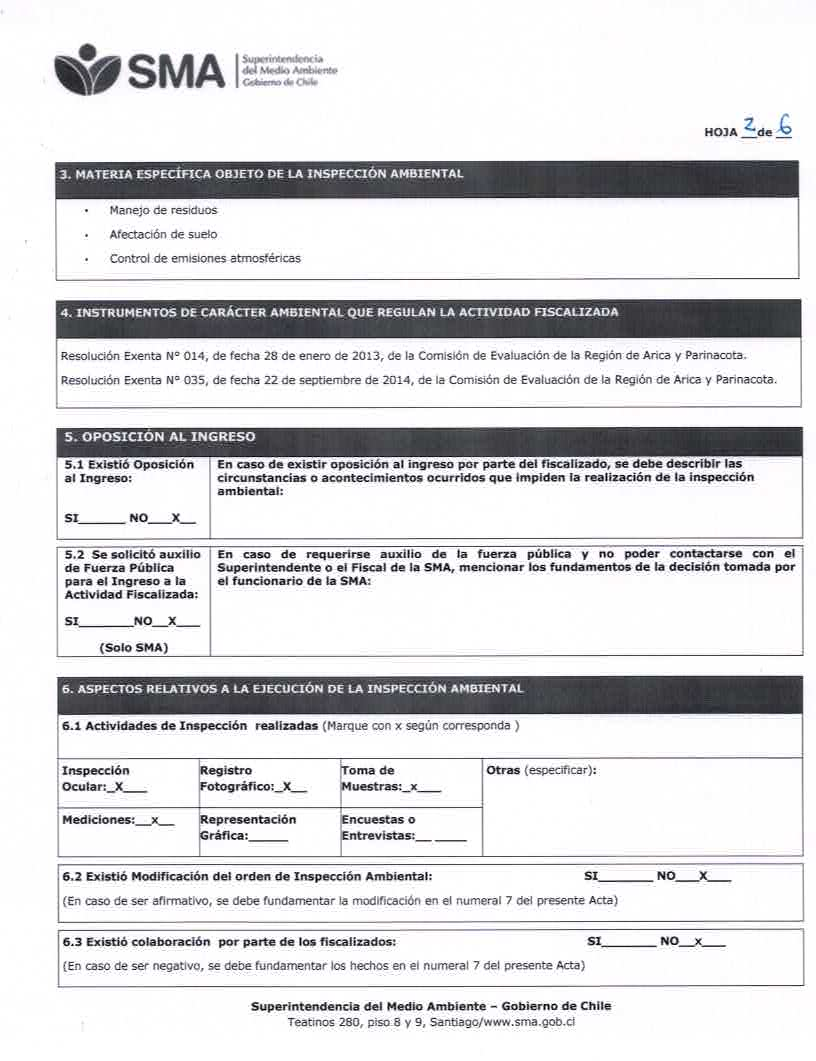 SMA
Superintendencia
del Medio Ambiente
Gobierno de Chile
HOJA 2 de 6
3. MATERIA ESPECÍFICA OBJETO DE LA INSPECCIÓN AMBIENTAL
• Manejo de residuos
• Afectación de suelo
• Control de emisiones atmosféricas
4. INSTRUMENTOS DE CARÁCTER AMBIENTAL QUE REGULAN LA ACTIVIDAD FISCALIZADA
Resolución Exenta N° 014, de fecha 28 de enero de 2013, de la Comisión de Evaluación de la Región de Arica y Parinacota.
Resolución Exenta N° 035, de fecha 22 de septiembre de 2014, de la Comisión de Evaluación de la Región de Arica y Parinacota.
5. OPOSICIÓN AL INGRESO
5.1 Existió Oposición
al Ingreso:
SI______ NO___X__
En caso de existir oposición al ingreso por parte del fiscalizado, se debe describir las
circunstancias o acontecimientos ocurridos que impiden la realización de la inspección
ambiental:
5.2 Se solicitó auxilio
de Fuerza Pública
para el Ingreso a la
Actividad Fiscalizada:
SI_______NO__X___
(Solo SMA)
En caso de requerirse auxilio de la fuerza pública y no poder contactarse con el
Superintendente o el Fiscal de la SMA, mencionar los fundamentos de la decisión tomada por
el funcionario de la SMA:
6. ASPECTOS RELATIVOS A LA EJECUCIÓN DE LA INSPECCIÓN AMBIENTAL
6.1 Actividades de Inspección realizadas (Marque con x según corresponda )
Inspección
Ocular:_X___
Registro
Fotográfico:_X__
Toma de
Muestras:_x___
Otras (especificar):
Mediciones:__x__
Representación
Gráfica:_____
Encuestas o
Entrevistas:__ ____
6.2 Existió Modificación del orden de Inspección Ambiental: SI_______ NO___X___
(En caso de ser afirmativo, se debe fundamentar la modificación en el numeral 7 del presente Acta)
6.3 Existió colaboración por parte de los fiscalizados: SI_______ NO__x___
(En caso de ser negativo, se debe fundamentar los hechos en el numeral 7 del presente Acta)
Superintendencia del Medio Ambiente – Gobierno de Chile
Teatinos 280, piso 8 y 9, Santiago/www.sma.gob.cl